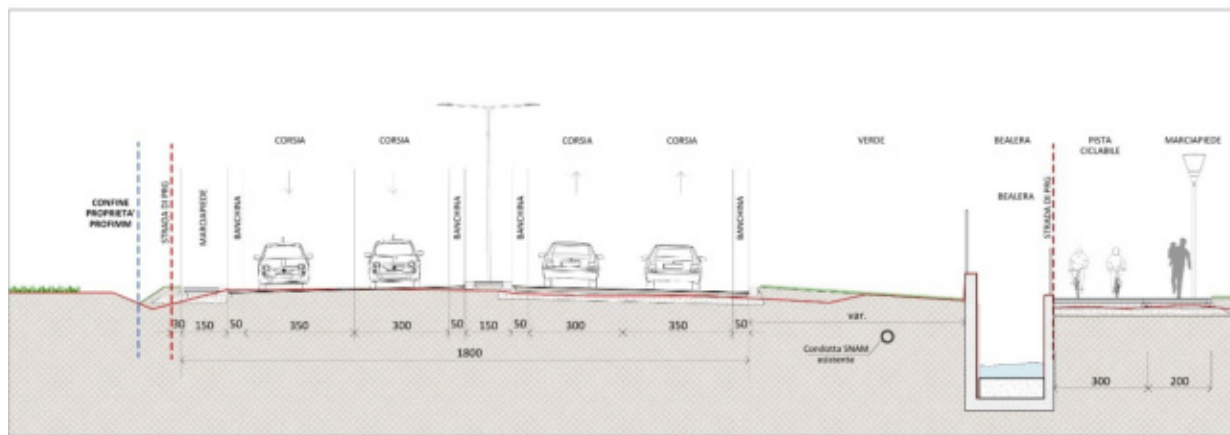 CORSIA
CORSIA
CORSIA
CORSIA
VERDE
BEALERA
PISTA
CICLABILE
MARCIAPIEDE
CONFINE
PROPRIETA'
PROFIMM
STRADA DI PRG
MARCIAPIEDE
BANCHINA
BANCHINA
BANCHINA
BANCHINA
BEALERA
STRADA DI PRG
30
150
50
350
300
50
150
50
300
350
50
var.
1800
Condotta SNAM
esistente
300
200